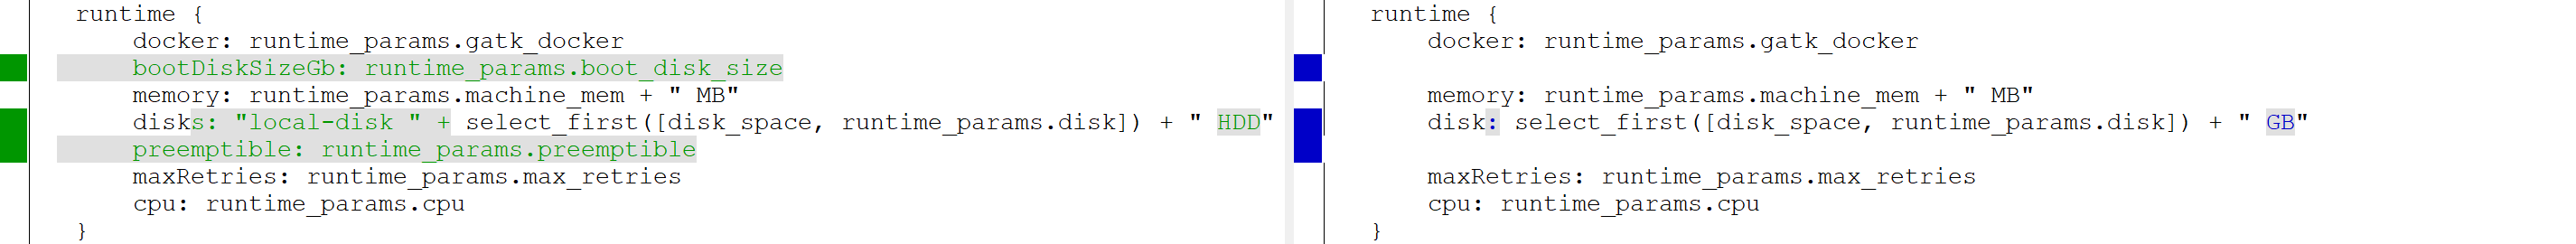 runtime {
docker: runtime_params.gatk_docker
bootDiskSizeGb: runtime_params.boot_disk_size
memory: runtime_params.machine_mem + " MB"
disks: "local-disk " + select_first([disk_space, runtime_params.disk]) + " HDD"
preemptible: runtime_params.preemptible
maxRetries: runtime_params.max_retries
cpu: runtime_params.cpu
}
runtime {
docker: runtime_params.gatk_docker
memory: runtime_params.machine_mem + " MB"
disk: select_first([disk_space, runtime_params.disk]) + " GB"
maxRetries: runtime_params.max_retries
cpu: runtime_params.cpu
}